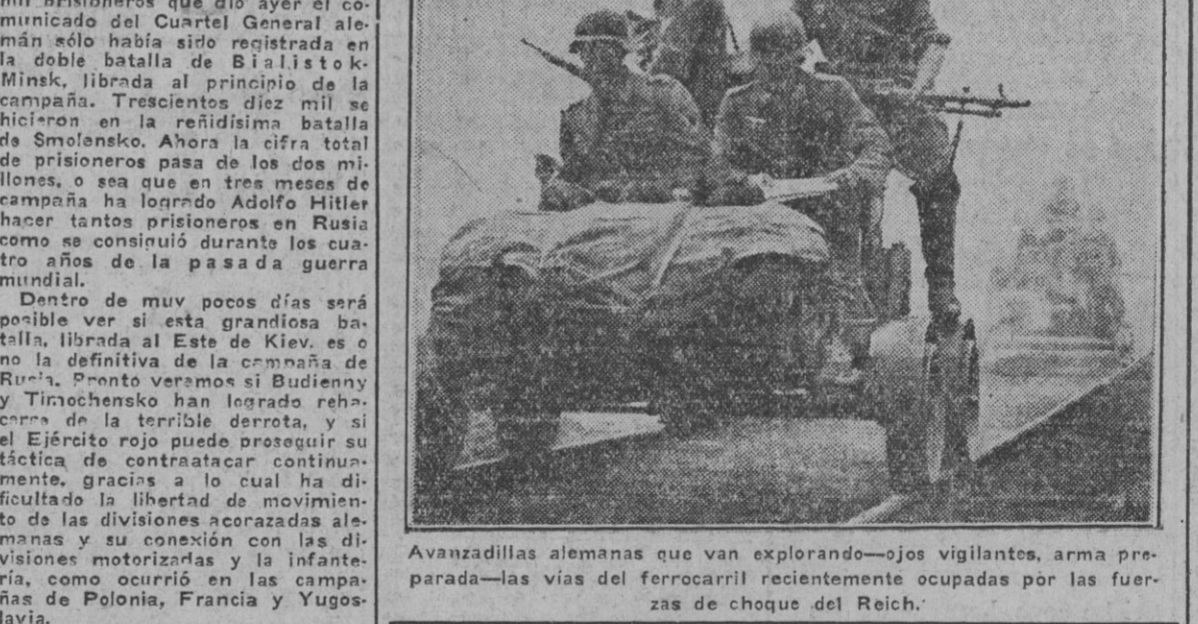 mil prisioneros que dió ayer el co-
municado del Cuartel General ale-
mán sólo había sido registrada en
la doble batalla de Bialistok-
Minsk, librada al principio de la
campaña. Trescientos diez mil se
hicieron en la reñidísima batalla
de Smolensko. Ahora la cifra total
de prisioneros pasa de los dos mi-
llones, o sea que en tres meses de
campaña ha logrado Adolfo Hitler
hacer tantos prisioneros en Rusia
como se consiguió durante los cua-
tro años de la pasada guerra
mundial.
Dentro de muy pocos días será
posible ver si esta grandiosa ba-
talla, librada al Este de Kiev, es o
no la definitiva de la campaña de
Rusia. Pronto veremos si Budienny
y Timochensko han logrado reha-
cerse de la terrible derrota, y si
el Ejército rojo puede proseguir su
táctica de contraatacar continua-
mente, gracias a lo cual ha di-
ficultado la libertad de movimien-
to de las divisiones acorazadas ale-
manas y su conexión con las di-
visiones motorizadas y la infante-
ría, como ocurrió en las campa-
ñas de Polonia, Francia y Yugos-
lavia.
Avanzadillas alemanas que van explorando—ojos vigilantes, arma pre-
parada—las vías del ferrocarril recientemente ocupadas por las fuer-
zas de choque del Reich.